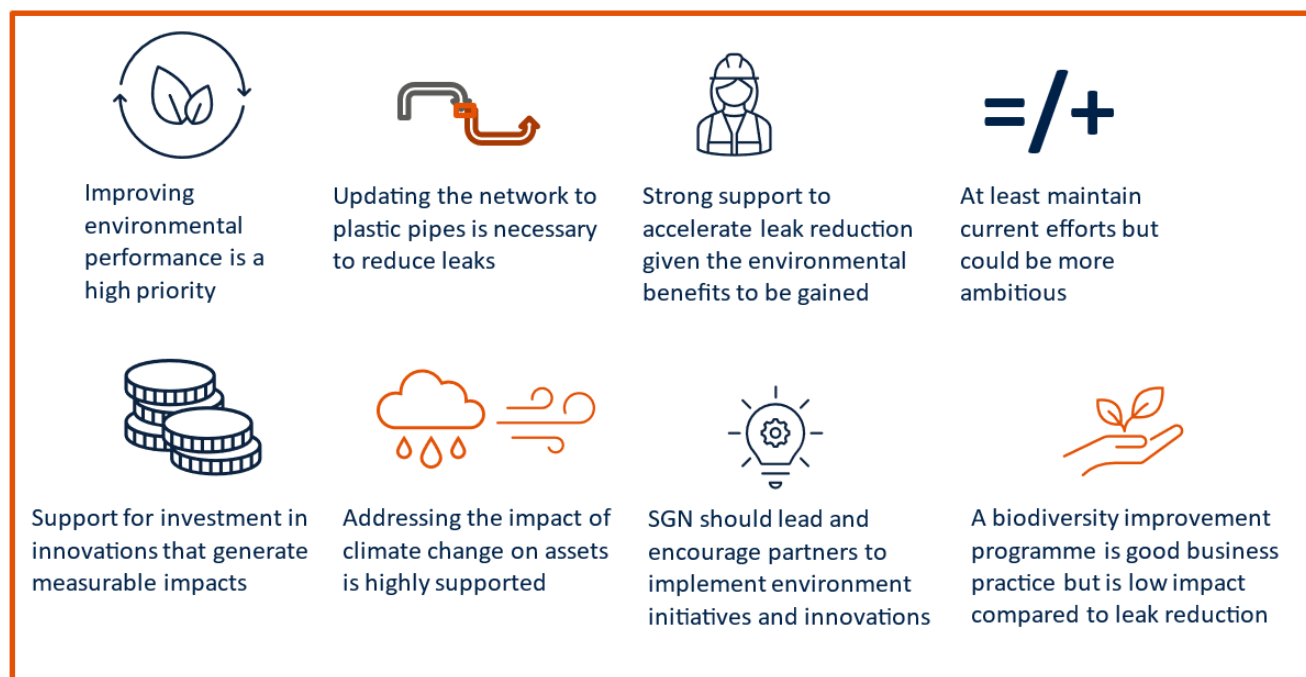 =/+
Improving
environmental
performance is a
high priority
Updating the network to
plastic pipes is necessary
to reduce leaks
Strong support to
accelerate leak reduction
given the environmental
benefits to be gained
At least maintain
current efforts but
could be more
ambitious
Support for investment in
innovations that generate
measurable impacts
Addressing the impact of
climate change on assets
is highly supported
SGN should lead and
encourage partners to
implement environment
initiatives and innovations
A biodiversity improvement
programme is good business
practice but is low impact
compared to leak reduction